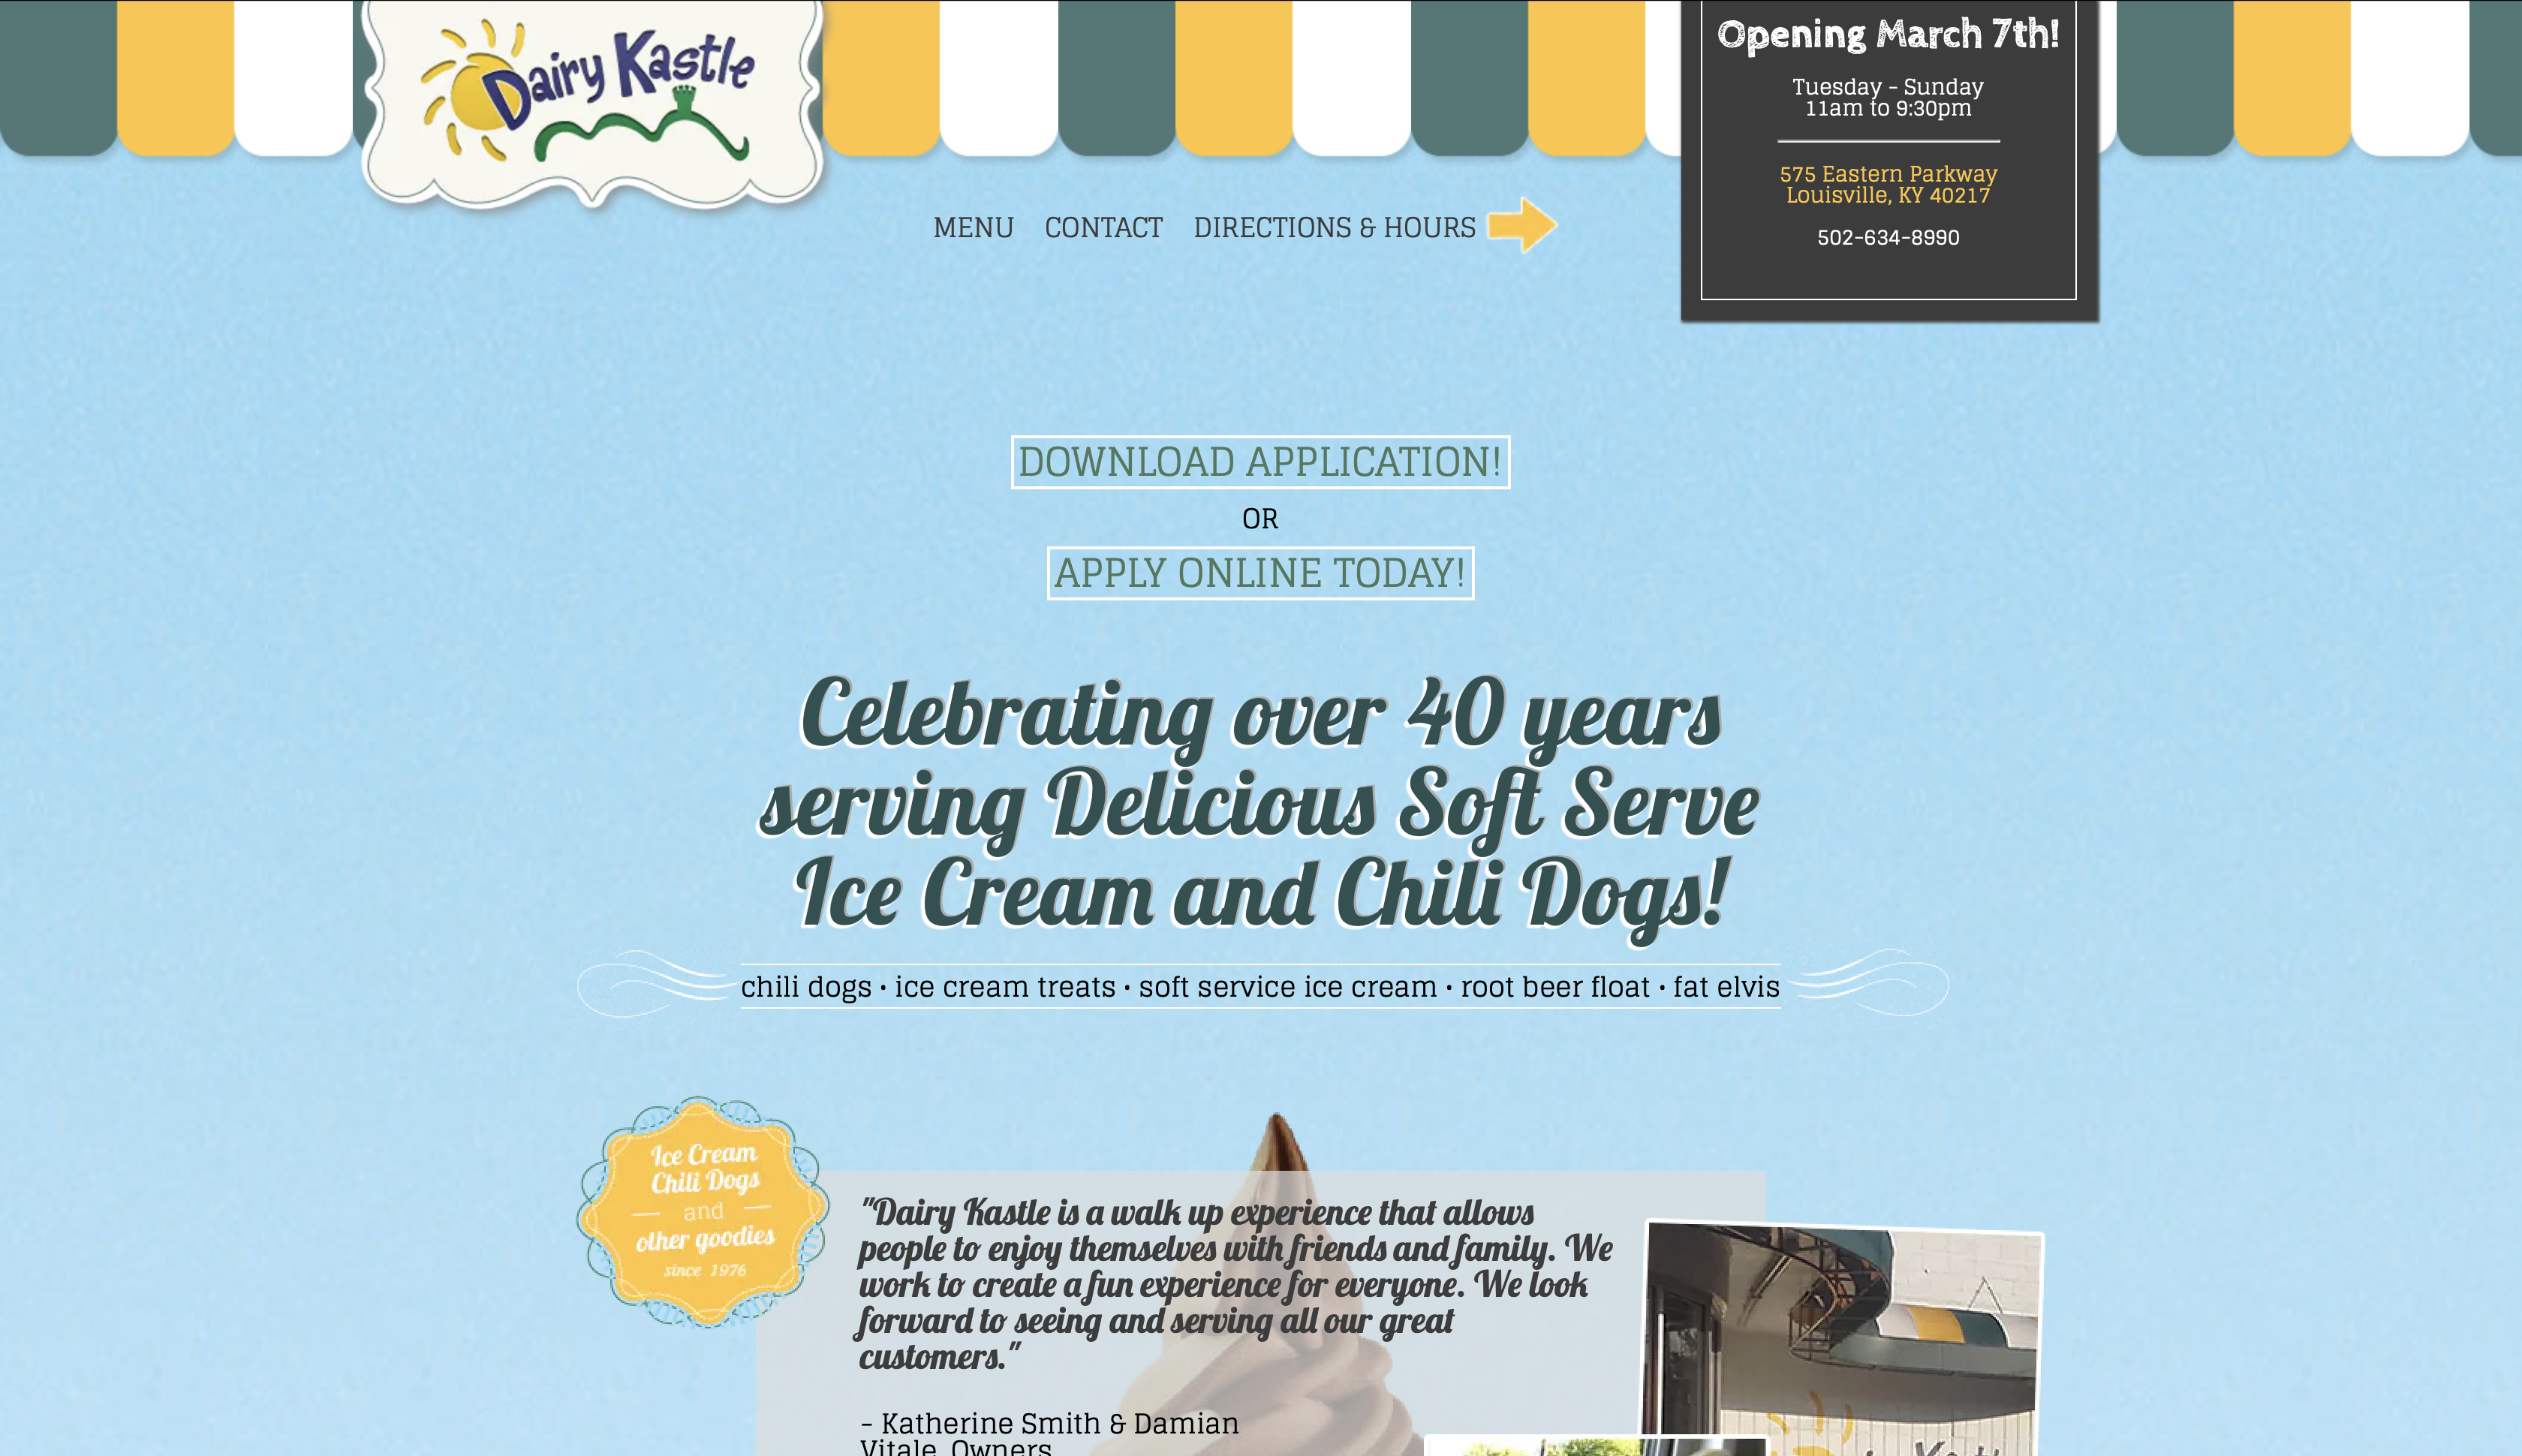 Dairy Kastle
Opening March 7th!
Tuesday - Sunday
11am to 9:30pm
575 Eastern Parkway
Louisville, KY 40217
502-634-8990
MENU CONTACT DIRECTIONS & HOURS
DOWNLOAD APPLICATION!
OR
APPLY ONLINE TODAY!
Celebrating over 40 years
serving Delicious Soft Serve
Ice Cream and Chili Dogs!
chili dogs • ice cream treats • soft service ice cream • root beer float • fat elvis
Ice Cream
Chili Dogs
and
other goodies
since 1976
"Dairy Kastle is a walk up experience that allows
people to enjoy themselves with friends and family. We
work to create a fun experience for everyone. We look
forward to seeing and serving all our great
customers."
- Katherine Smith & Damian
Vitale, Owners